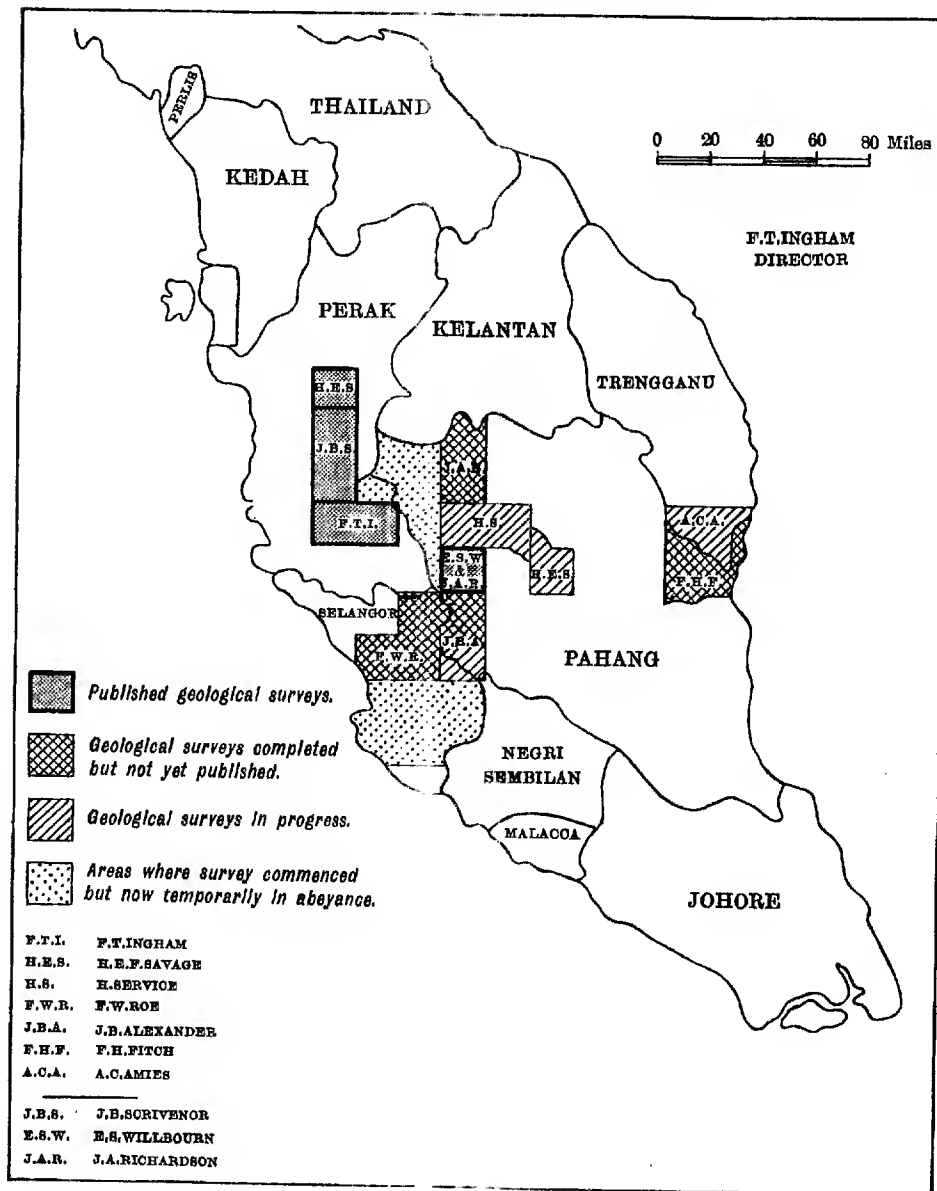 THAILAND
PERLIS
KEDAH
0 20 40 60 80 Miles
F.T.INGHAM
DIRECTOR
PERAK
KELANTAN
TRENGGANU
H.E.S
J.B.S.
J.A.R.
F.T.I.
H.S.
A.C.A.
E.S.W
&
J.A.R.
H.E.S.
F.H.F.
SELANGOR
F.W.R.
J.B.A.
PAHANG
Published geological surveys.
Geological surveys completed
but not yet published.
NEGRI
SEMBILAN
Geological surveys in progress.
MALACCA
Areas where survey commenced
but now temporarily in abeyance.
JOHORE
F.T.I. F.T.INGHAM
H.E.S. H.E.F.SAVAGE
H.S. H.SERVICE
F.W.R. F.W.ROE
J.B.A. J.B.ALEXANDER
F.H.F. F.H.FITCH
A.C.A. A.C.AMIES
J.B.S. J.B.SCRIVENOR
E.S.W. E.S.WILLBOURN
J.A.R. J.A.RICHARDSON